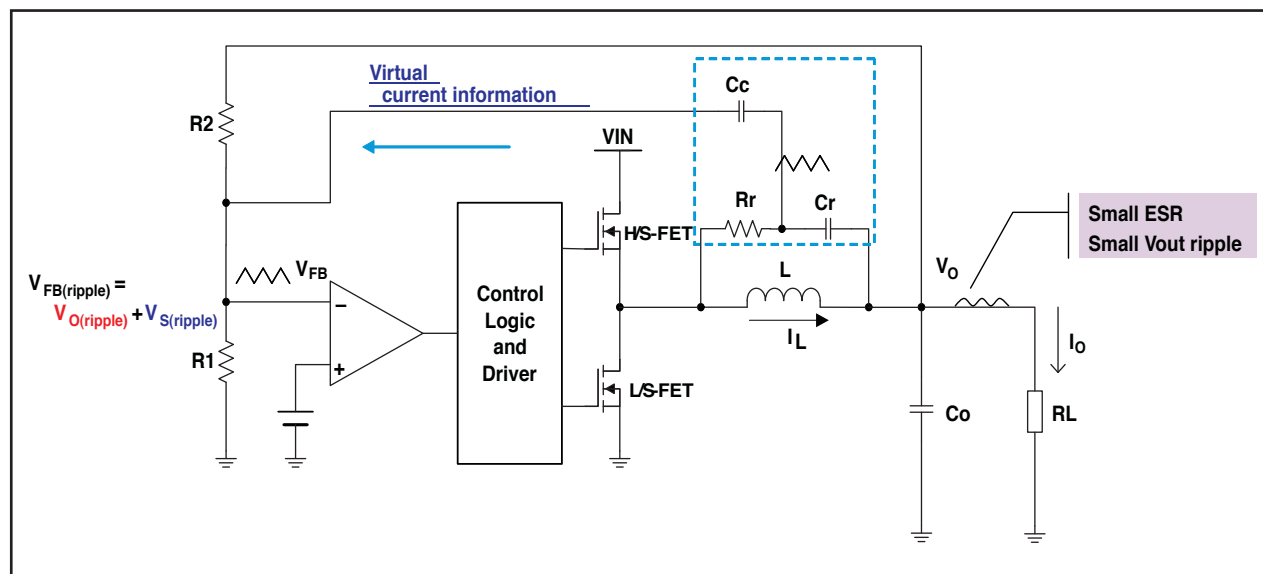 Virtual
current information
Cc
R2
VIN
Rr
Cr
Small ESR
Small Vout ripple
H/S-FET
VFB
VO
L
VFB(ripple) =
VO(ripple) + VS(ripple)
−
Control
Logic
and
Driver
IL
IO
R1
+
L/S-FET
Co
RL